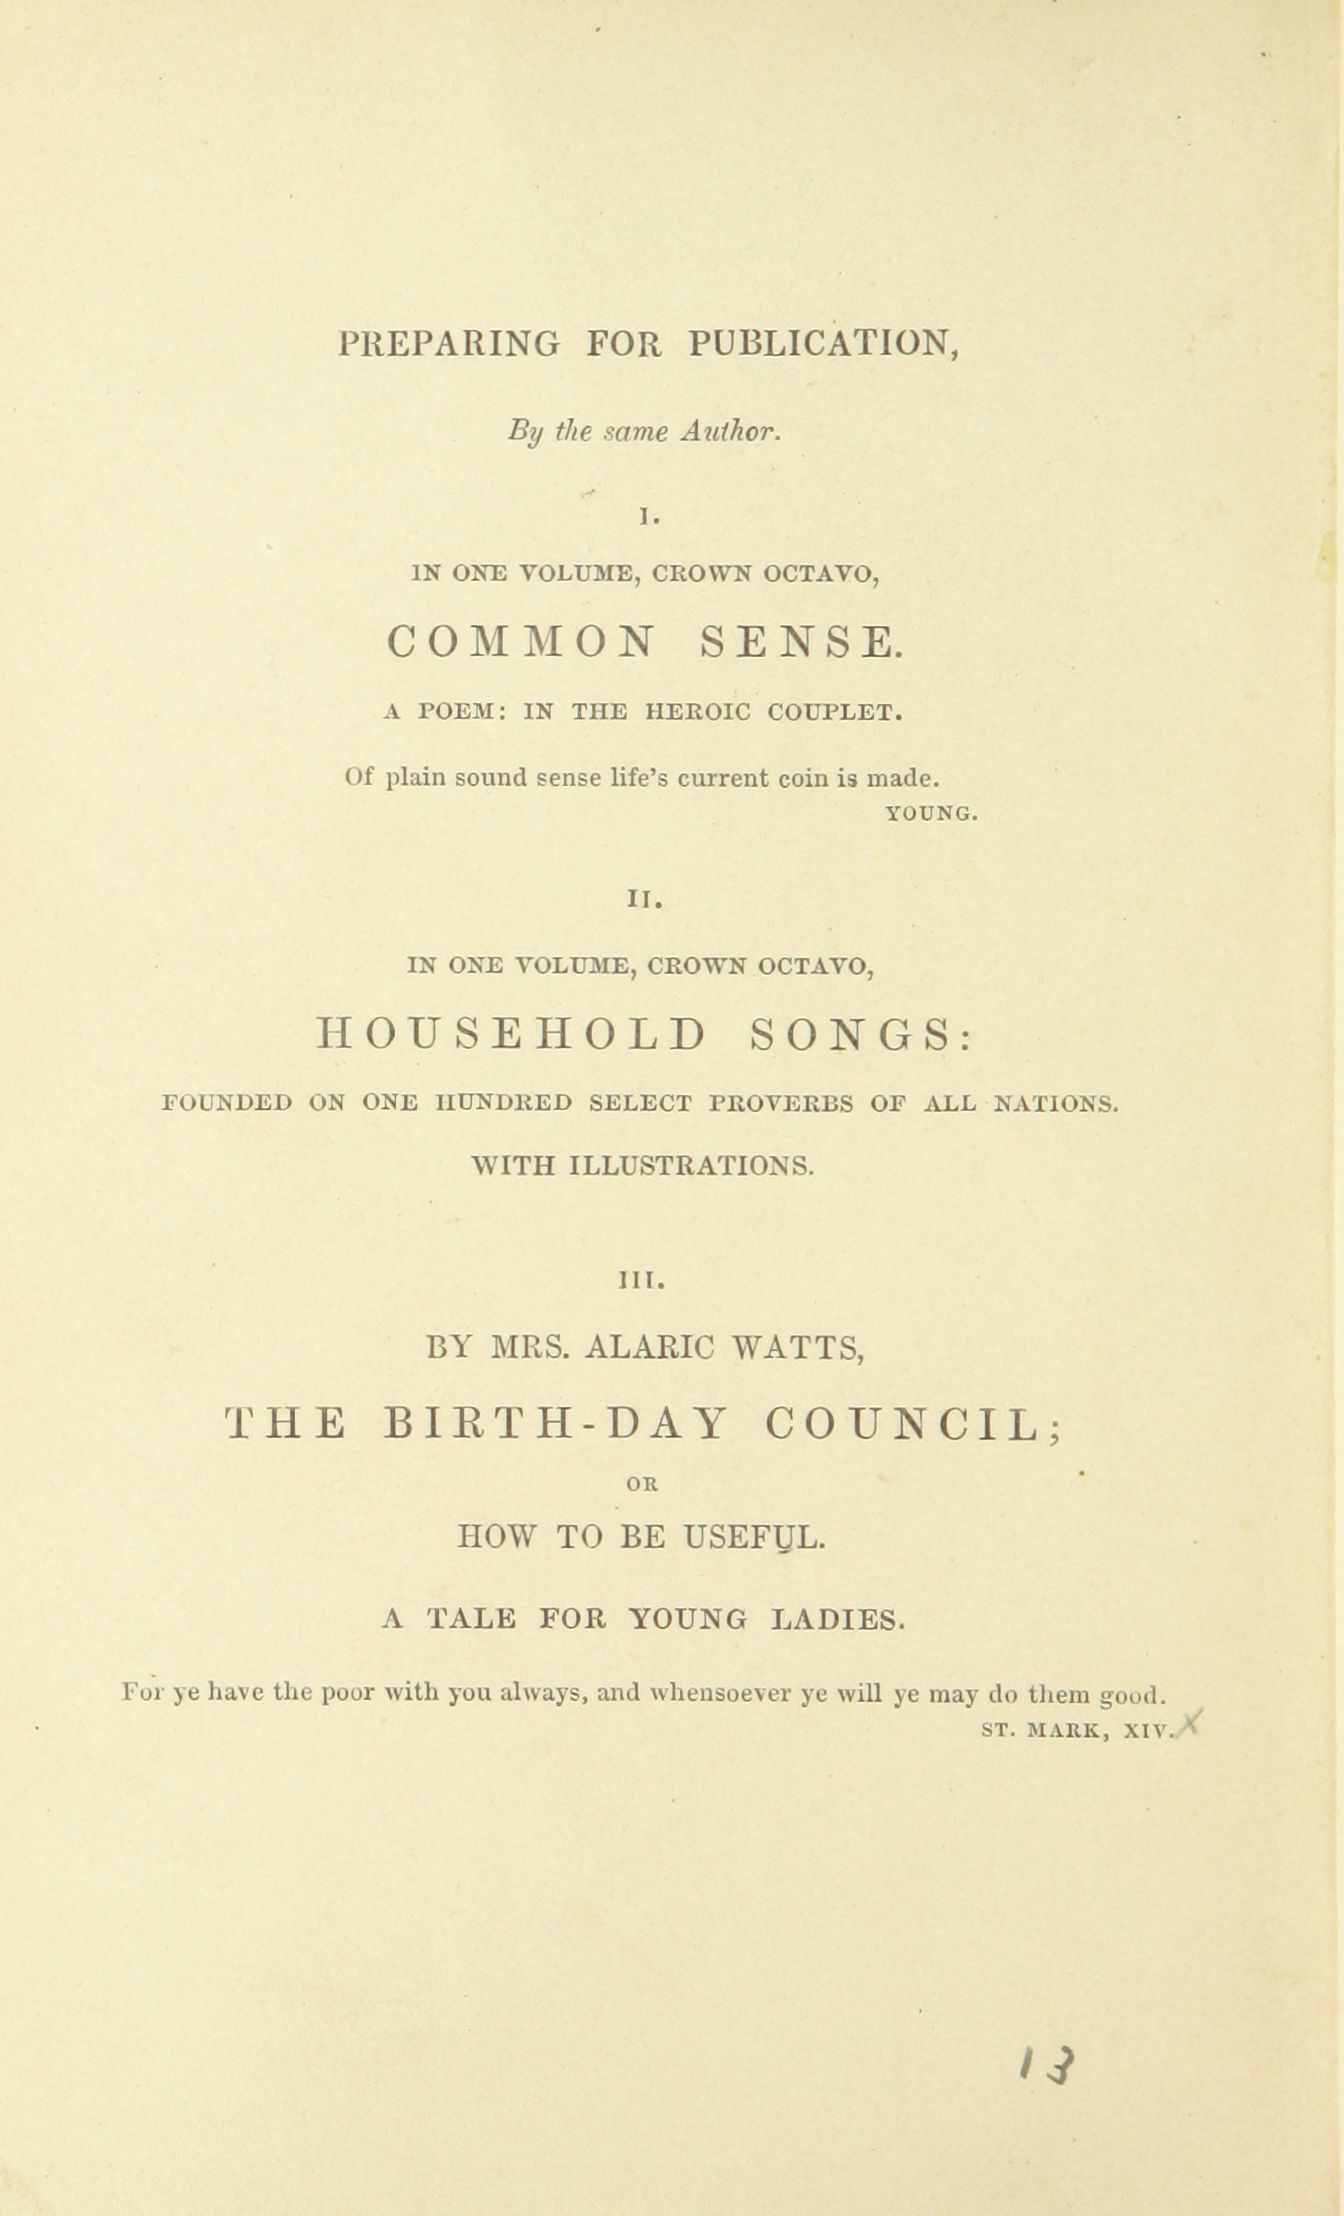 PREPARING FOR PUBLICATION,
By the same Author.
I.
IN ONE VOLUME, CROWN OCTAVO,
COMMON SENSE.
A POEM: IN THE HEROIC COUPLET.
Of plain sound sense life's current coin is made.
YOUNG.
II.
IN ONE VOLUME, CROWN OCTAVO,
HOUSEHOLD SONGS:
FOUNDED ON ONE HUNDRED SELECT PROVERBS OF ALL NATIONS.
WITH ILLUSTRATIONS.
III.
BY MRS. ALARIC WATTS,
THE BIRTH-DAY COUNCIL;
OR
HOW TO BE USEFUL.
A TALE FOR YOUNG LADIES.
For ye have the poor with you always, and whensoever ye will ye may do them good.
ST. MARK, XIV. X
13